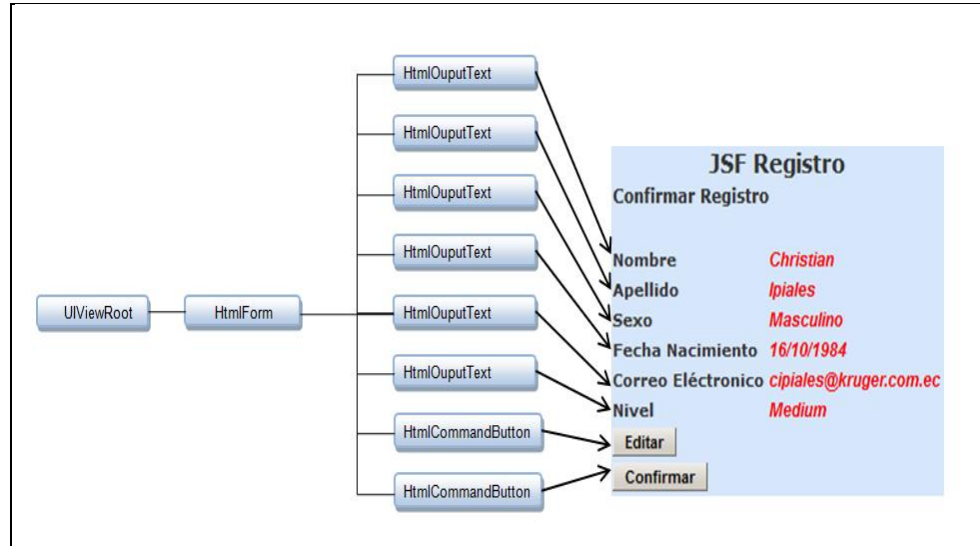 HtmlOuputText
HtmlOuputText
HtmlOuputText
HtmlOuputText
UIViewRoot
HtmlForm
HtmlOuputText
HtmlOuputText
HtmlCommandButton
HtmlCommandButton
JSF Registro
Confirmar Registro
Nombre Christian
Apellido Ipiales
Sexo Masculino
Fecha Nacimiento 16/10/1984
Correo Eléctronico cipiales@kruger.com.ec
Nivel Medium
Editar
Confirmar